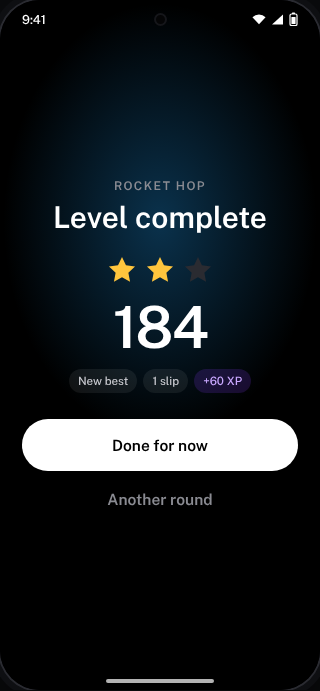 9:41
ROCKET HOP
Level complete
184
New best 1 slip +60 XP
Done for now
Another round